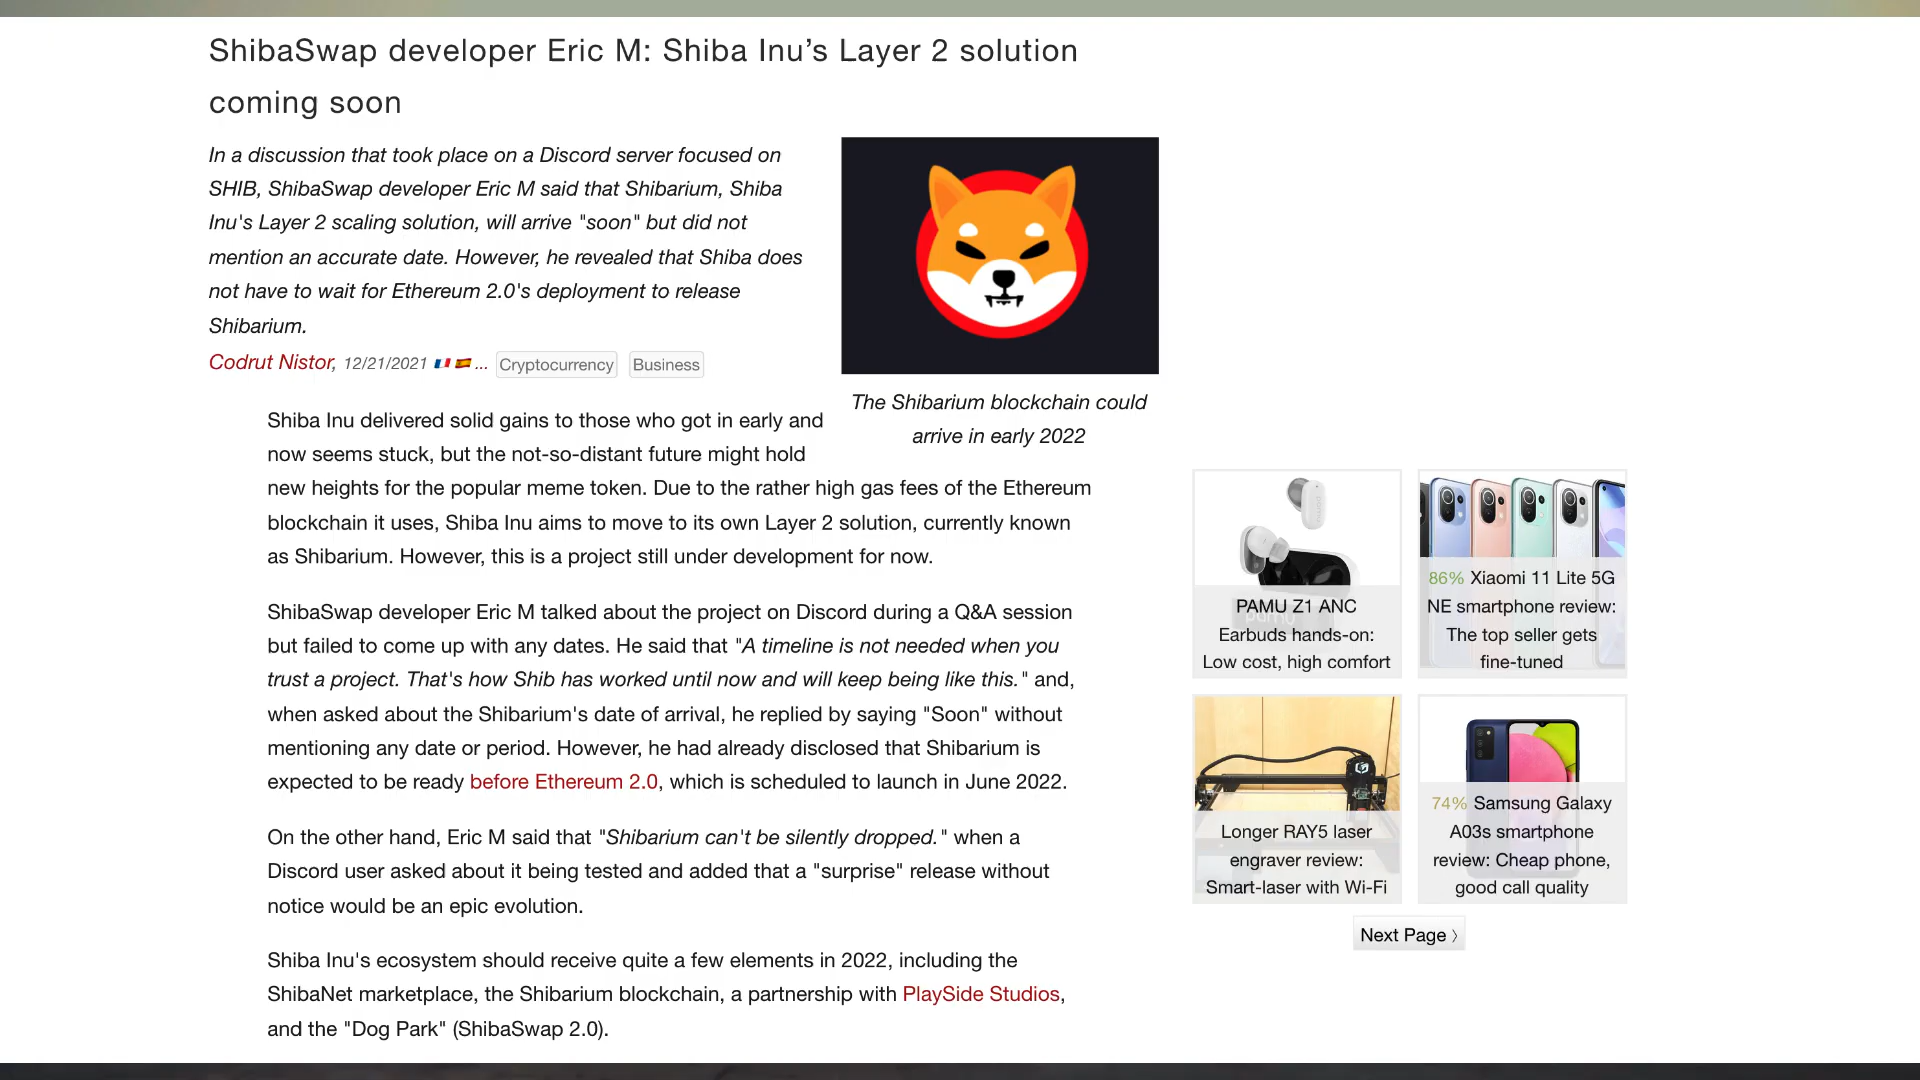 ShibaSwap developer Eric M: Shiba Inu’s Layer 2 solution
coming soon
In a discussion that took place on a Discord server focused on
SHIB, ShibaSwap developer Eric M said that Shibarium, Shiba
Inu's Layer 2 scaling solution, will arrive "soon" but did not
mention an accurate date. However, he revealed that Shiba does
not have to wait for Ethereum 2.0's deployment to release
Shibarium.
Codrut Nistor, 12/21/2021 ... Cryptocurrency Business
The Shibarium blockchain could
arrive in early 2022
Shiba Inu delivered solid gains to those who got in early and
now seems stuck, but the not-so-distant future might hold
new heights for the popular meme token. Due to the rather high gas fees of the Ethereum
blockchain it uses, Shiba Inu aims to move to its own Layer 2 solution, currently known
as Shibarium. However, this is a project still under development for now.
ShibaSwap developer Eric M talked about the project on Discord during a Q&A session
but failed to come up with any dates. He said that "A timeline is not needed when you
trust a project. That's how Shib has worked until now and will keep being like this." and,
when asked about the Shibarium's date of arrival, he replied by saying "Soon" without
mentioning any date or period. However, he had already disclosed that Shibarium is
expected to be ready before Ethereum 2.0, which is scheduled to launch in June 2022.
On the other hand, Eric M said that "Shibarium can't be silently dropped." when a
Discord user asked about it being tested and added that a "surprise" release without
notice would be an epic evolution.
Shiba Inu's ecosystem should receive quite a few elements in 2022, including the
ShibaNet marketplace, the Shibarium blockchain, a partnership with PlaySide Studios,
and the "Dog Park" (ShibaSwap 2.0).
PAMU Z1 ANC
Earbuds hands-on:
Low cost, high comfort
86% Xiaomi 11 Lite 5G
NE smartphone review:
The top seller gets
fine-tuned
Longer RAY5 laser
engraver review:
Smart-laser with Wi-Fi
74% Samsung Galaxy
A03s smartphone
review: Cheap phone,
good call quality
Next Page 〉